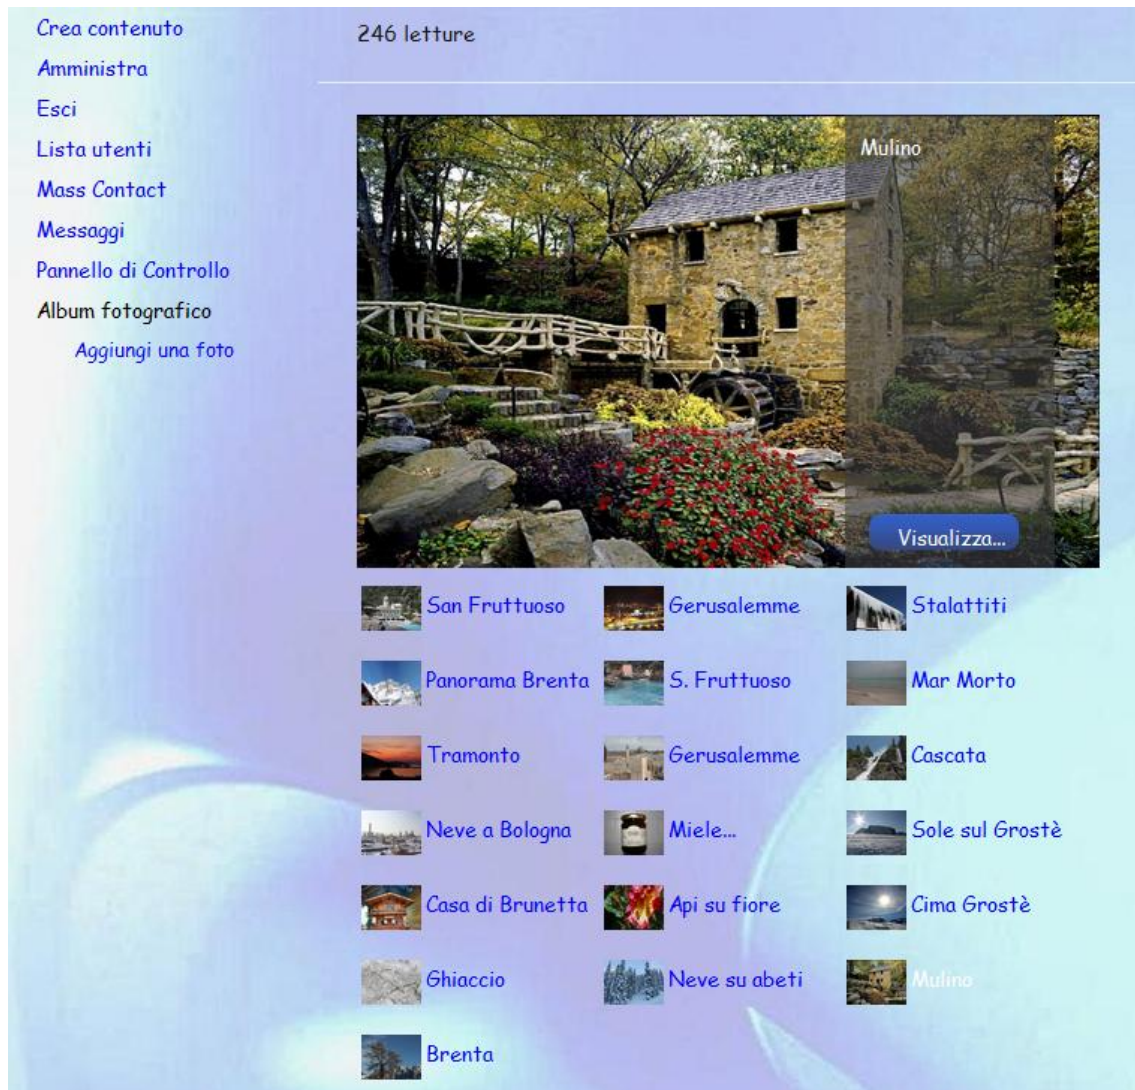 Crea contenuto
Amministra
Esci
Lista utenti
Mass Contact
Messaggi
Pannello di Controllo
Album fotografico
Aggiungi una foto
246 letture
Mulino
Visualizza...
San Fruttuoso
Gerusalemme
Stalattiti
Panorama Brenta
S. Fruttuoso
Mar Morto
Tramonto
Gerusalemme
Cascata
Neve a Bologna
Miele...
Sole sul Grostè
Casa di Brunetta
Api su fiore
Cima Grostè
Ghiaccio
Neve su abeti
Mulino
Brenta